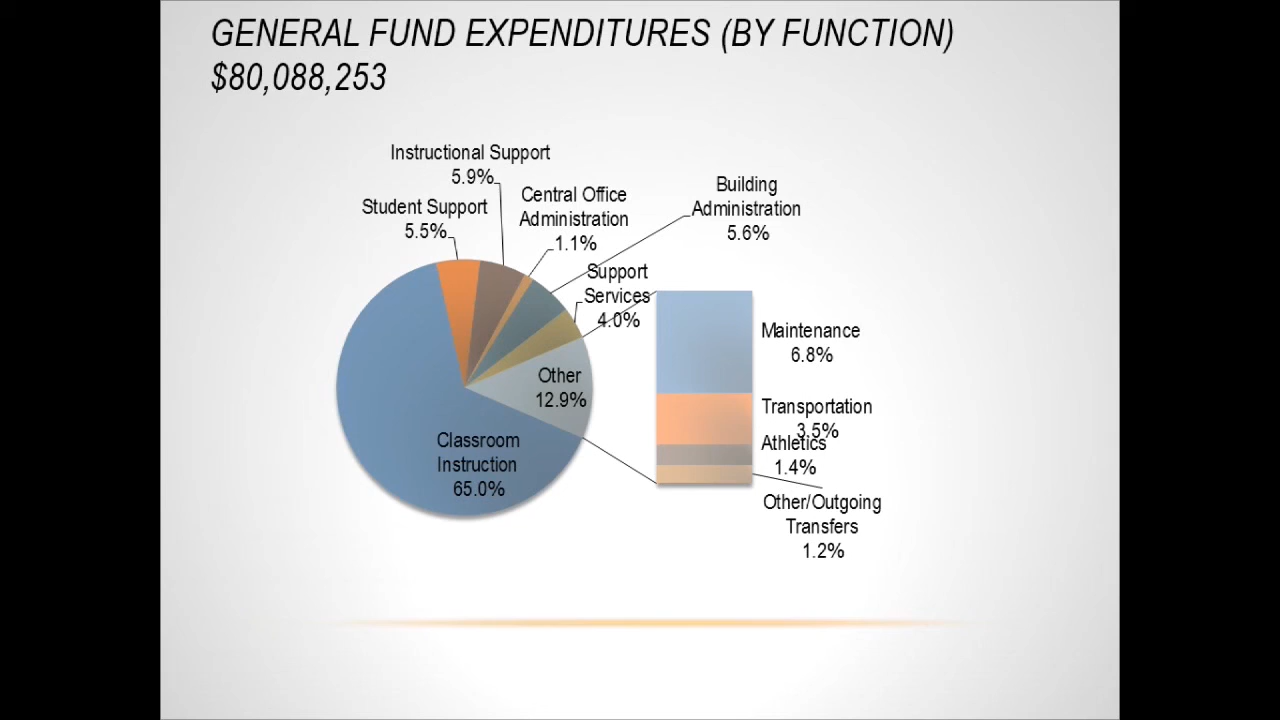 GENERAL FUND EXPENDITURES (BY FUNCTION)
$80,088,253
Instructional Support
5.9%
Student Support
5.5%
Central Office
Administration
1.1%
Building
Administration
5.6%
Support
Services
4.0%
Other
12.9%
Classroom
Instruction
65.0%
Maintenance
6.8%
Transportation
3.5%
Athletics
1.4%
Other/Outgoing
Transfers
1.2%